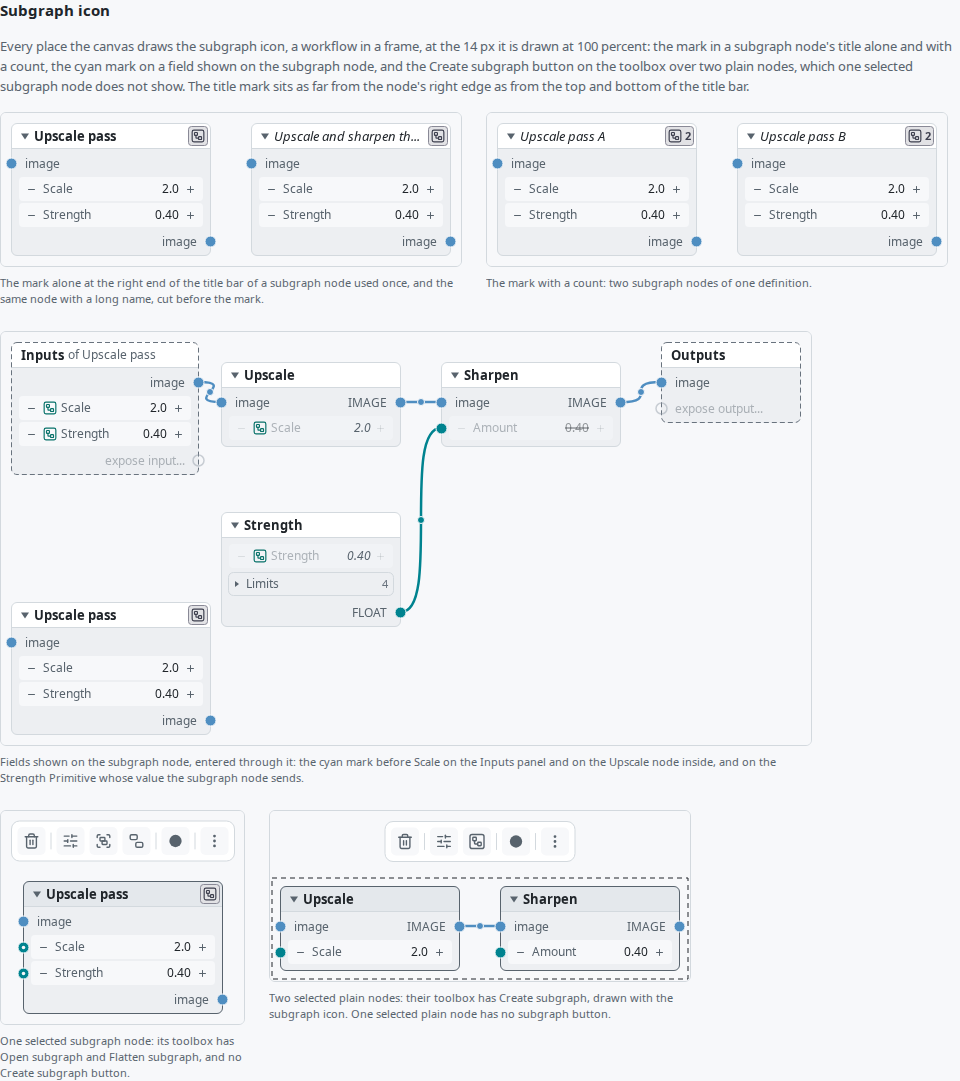 Subgraph icon
Every place the canvas draws the subgraph icon, a workflow in a frame, at the 14 px it is drawn at 100 percent: the mark in a subgraph node's title alone and with
a count, the cyan mark on a field shown on the subgraph node, and the Create subgraph button on the toolbox over two plain nodes, which one selected
subgraph node does not show. The title mark sits as far from the node's right edge as from the top and bottom of the title bar.
Upscale pass
image
− Scale 2.0 +
− Strength 0.40 +
image
Upscale and sharpen th...
image
− Scale 2.0 +
− Strength 0.40 +
image
Upscale pass A 2
image
− Scale 2.0 +
− Strength 0.40 +
image
Upscale pass B 2
image
− Scale 2.0 +
− Strength 0.40 +
image
The mark alone at the right end of the title bar of a subgraph node used once, and the
same node with a long name, cut before the mark.
The mark with a count: two subgraph nodes of one definition.
Inputs of Upscale pass
image
− Scale 2.0 +
− Strength 0.40 +
expose input...
Upscale
image IMAGE
− Scale 2.0 +
Sharpen
image IMAGE
− Amount 0.40 +
Outputs
image
expose output...
Strength
− Strength 0.40 +
Limits 4
FLOAT
Upscale pass
image
− Scale 2.0 +
− Strength 0.40 +
image
Fields shown on the subgraph node, entered through it: the cyan mark before Scale on the Inputs panel and on the Upscale node inside, and on the
Strength Primitive whose value the subgraph node sends.
Upscale pass
image
− Scale 2.0 +
− Strength 0.40 +
image
One selected subgraph node: its toolbox has
Open subgraph and Flatten subgraph, and no
Create subgraph button.
Upscale
image IMAGE
− Scale 2.0 +
Sharpen
image IMAGE
− Amount 0.40 +
Two selected plain nodes: their toolbox has Create subgraph, drawn with the
subgraph icon. One selected plain node has no subgraph button.